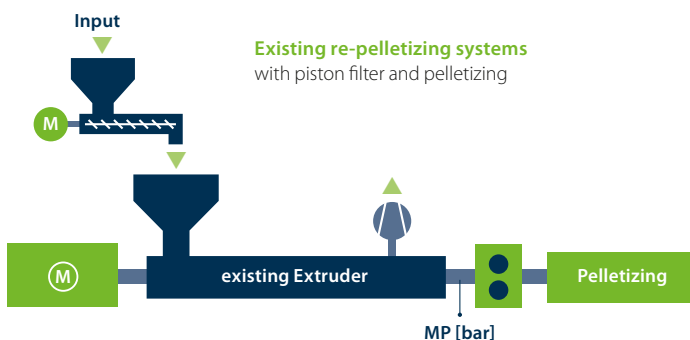 Input
Existing re-pelletizing systems
with piston filter and pelletizing
M
M
existing Extruder
Pelletizing
MP [bar]